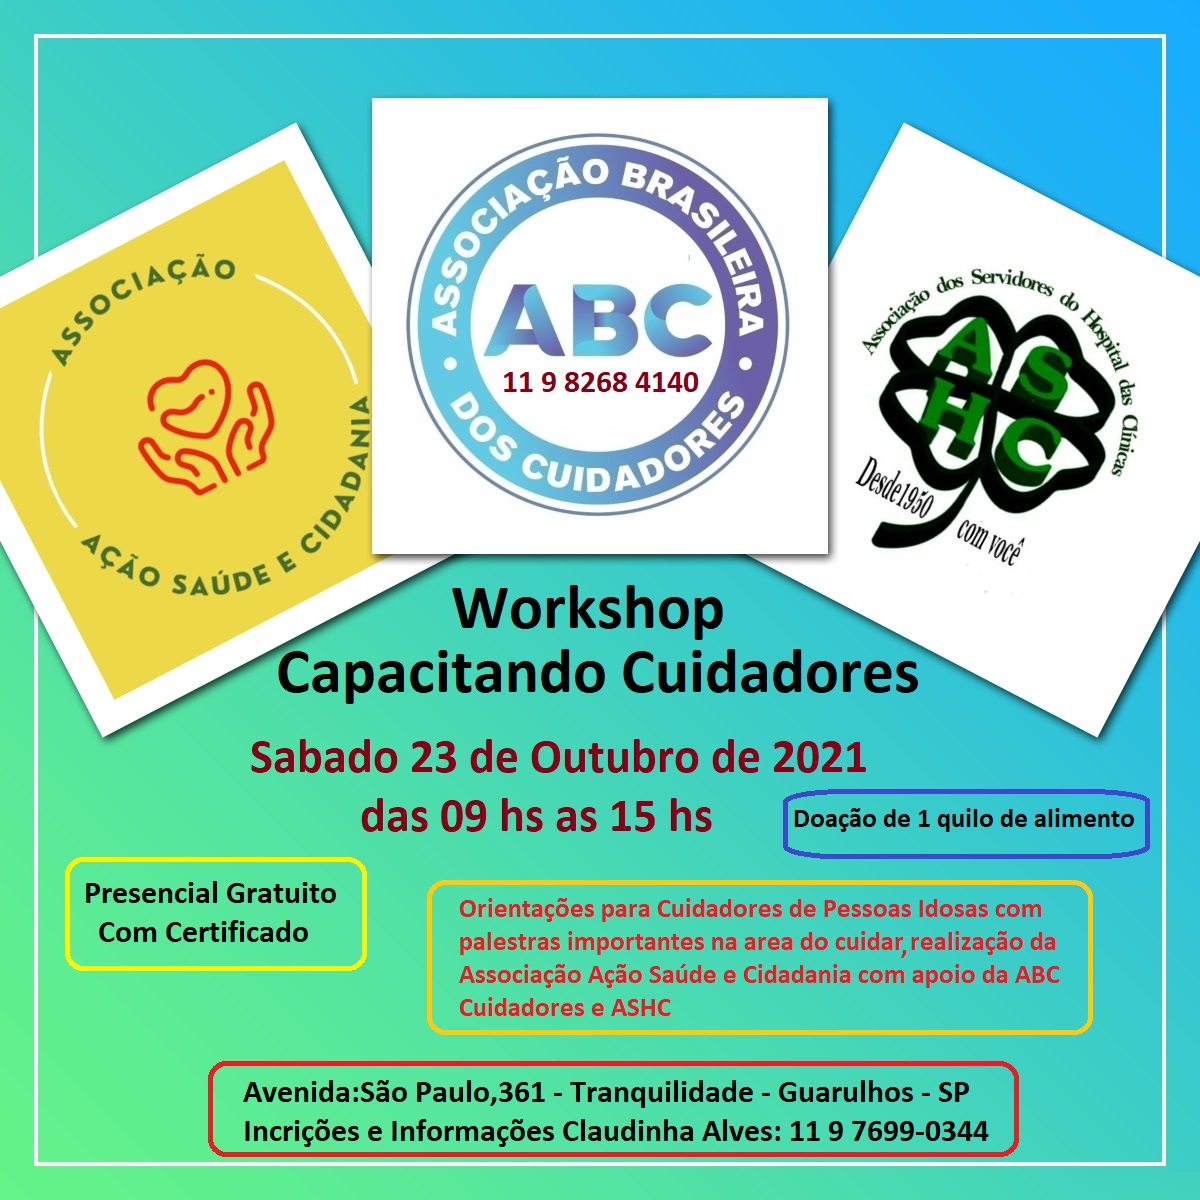 ASSOCIAÇÃO
AÇÃO SAÚDE E CIDADANIA
ASSOCIAÇÃO BRASILEIRA
DOS CUIDADORES
ABC
11 9 8268 4140
Associação dos Servidores do Hospital das Clínicas
AS
HC
Desde1950
com você
Workshop
Capacitando Cuidadores
Sabado 23 de Outubro de 2021
das 09 hs as 15 hs
Doação de 1 quilo de alimento
Presencial Gratuito
Com Certificado
Orientações para Cuidadores de Pessoas Idosas com
palestras importantes na area do cuidar,realização da
Associação Ação Saúde e Cidadania com apoio da ABC
Cuidadores e ASHC
Avenida:São Paulo,361 - Tranquilidade - Guarulhos - SP
Incrições e Informações Claudinha Alves: 11 9 7699-0344